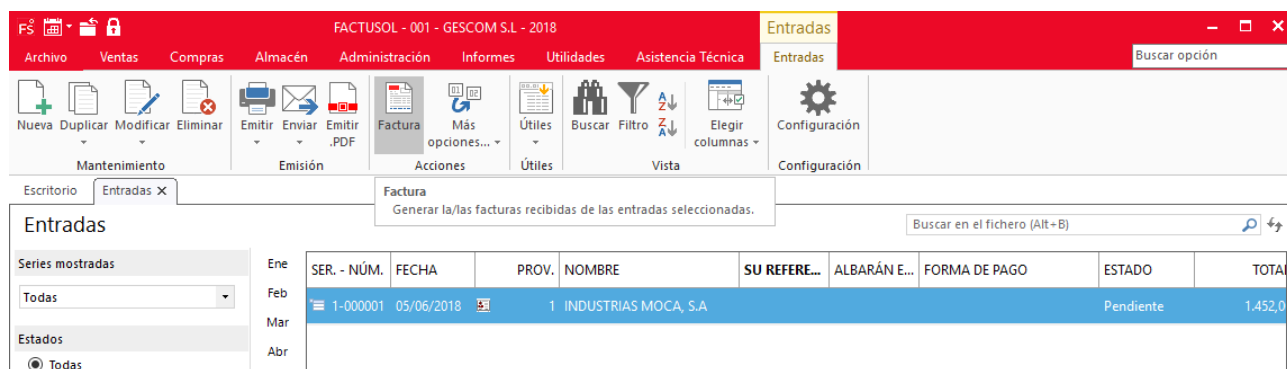 FS FACTUSOL - 001 - GESCOM S.L - 2018 Entradas
Archivo Ventas Compras Almacén Administración Informes Utilidades Asistencia Técnica Entradas Buscar opción
Nueva Duplicar Modificar Eliminar Emitir Enviar Emitir .PDF Factura Más opciones... Útiles Buscar Filtro Elegir columnas Configuración
Mantenimiento Emisión Acciones Útiles Vista Configuración
Escritorio Entradas
Factura
Generar la/las facturas recibidas de las entradas seleccionadas.
Entradas Buscar en el fichero (Alt+B)
Series mostradas Ene SER. - NÚM. FECHA PROV. NOMBRE SU REFERE... ALBARÁN E... FORMA DE PAGO ESTADO TOTAL
Todas Feb
1-000001 05/06/2018 1 INDUSTRIAS MOCA, S.A Pendiente 1.452,0
Mar
Estados
Abr
Todas